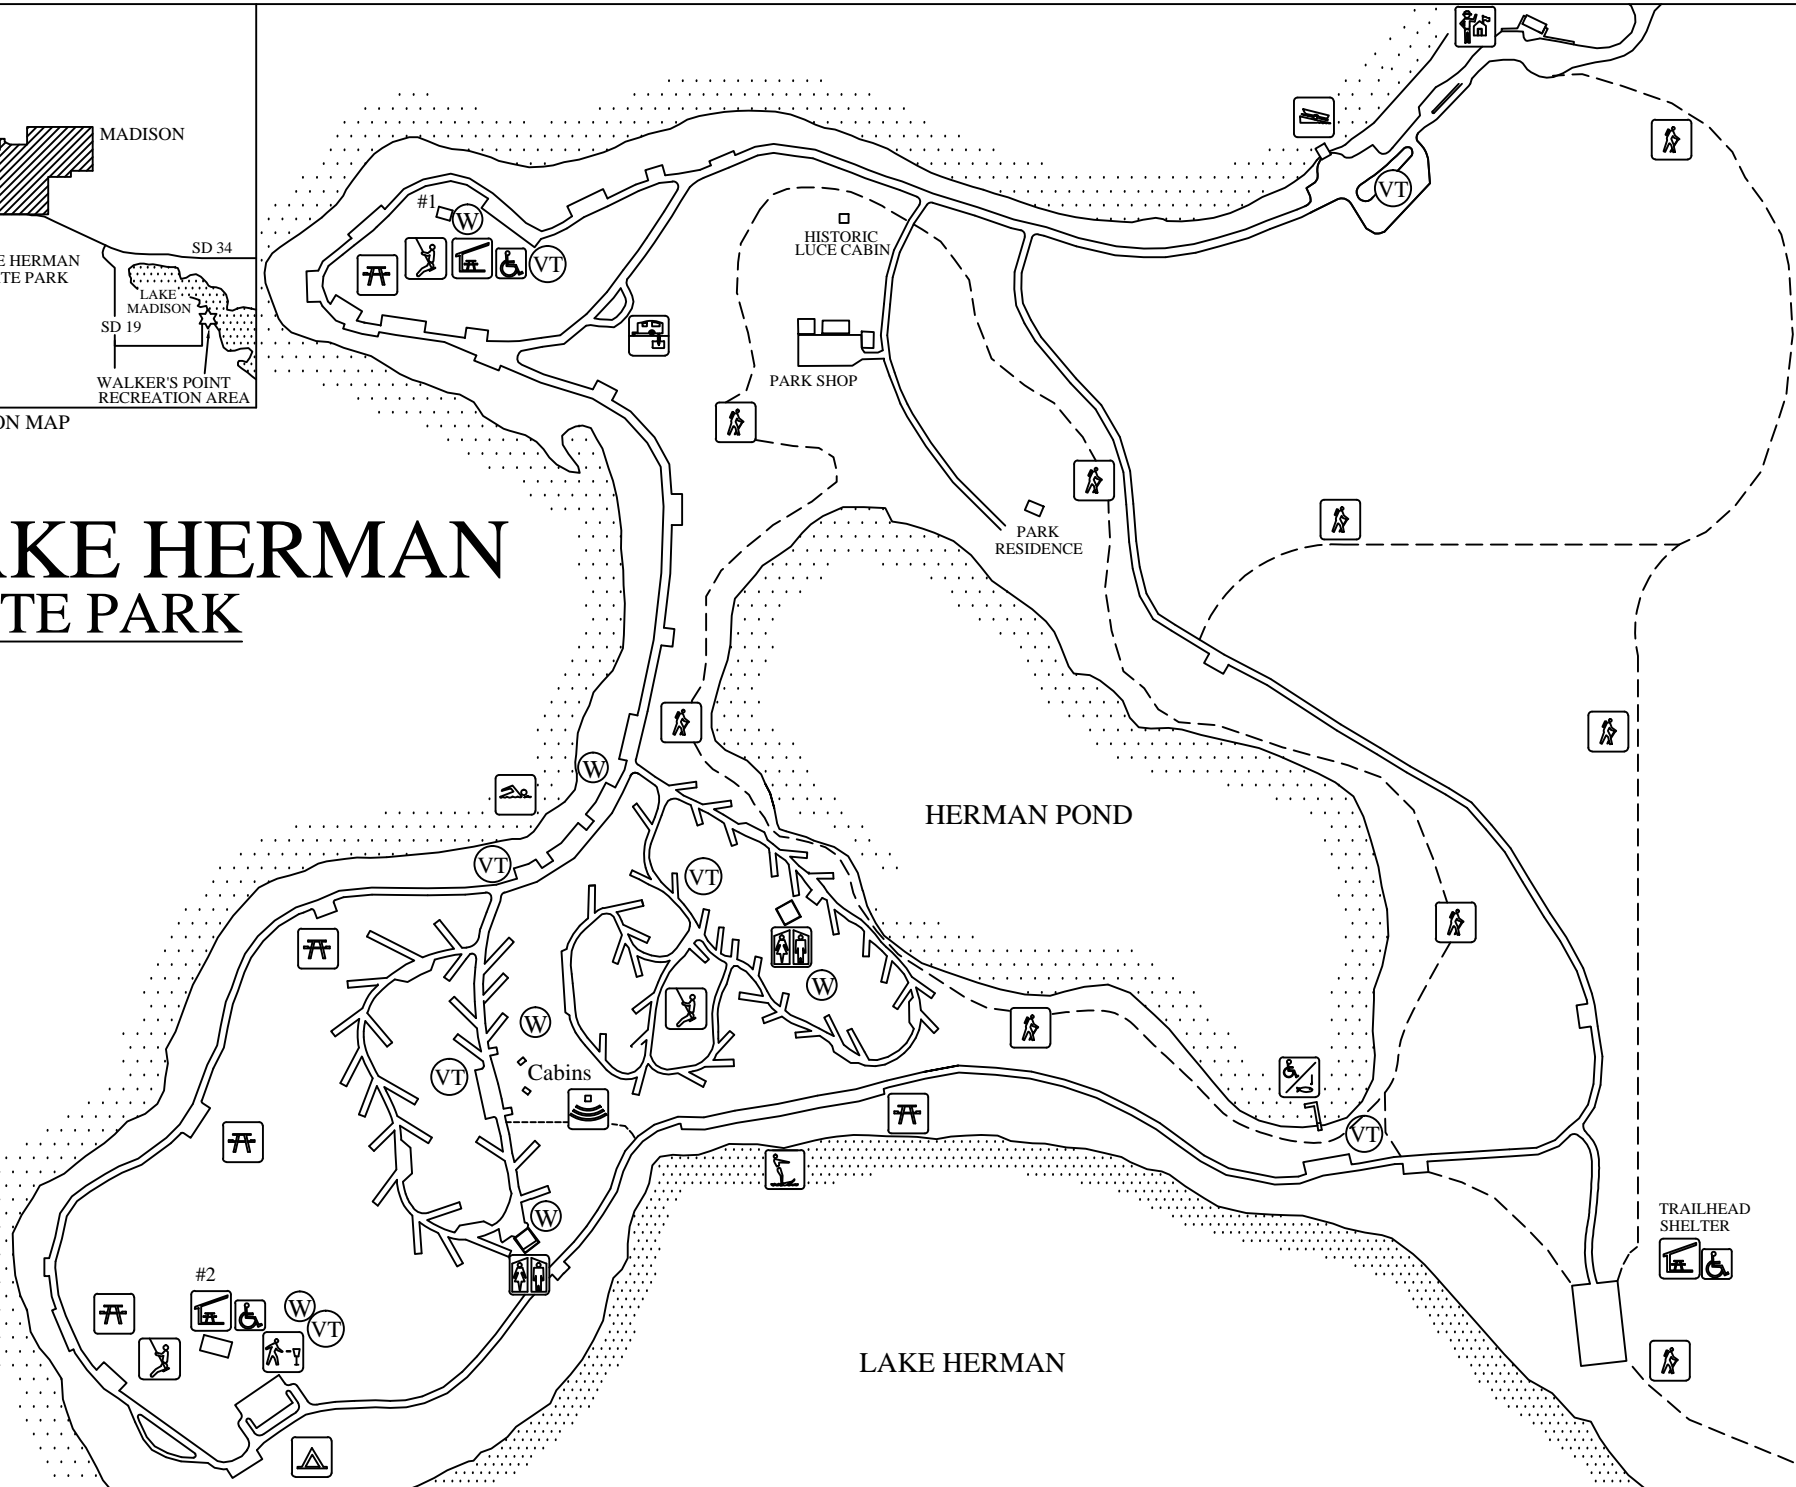 MADISON
SD 34
E HERMAN
TE PARK
LAKE
MADISON
SD 19
WALKER'S POINT
RECREATION AREA
ON MAP
AKE HERMAN
TE PARK
#1
W
VT
HISTORIC
LUCE CABIN
PARK SHOP
PARK
RESIDENCE
VT
W
VT
VT
HERMAN POND
W
W
VT
Cabins
W
VT
#2
W
VT
LAKE HERMAN
TRAILHEAD
SHELTER